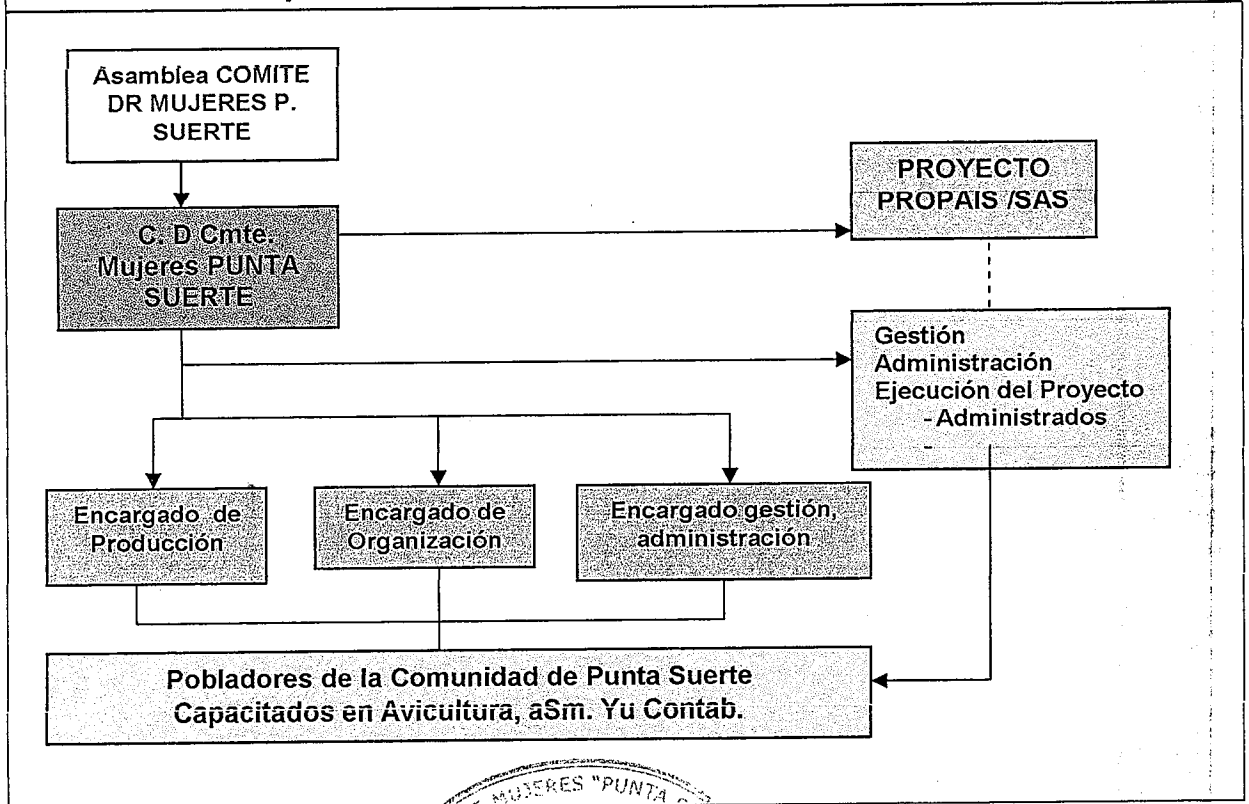 Asamblea COMITE
DR MUJERES P.
SUERTE
PROYECTO
PROPAIS /SAS
C. D Cmte.
Mujeres PUNTA
SUERTE
Gestión
Administración
Ejecución del Proyecto
- Administrados
-
Encargado de
Producción
Encargado de
Organización
Encargado gestión,
administración
Pobladores de la Comunidad de Punta Suerte
Capacitados en Avicultura, aSm. Yu Contab.
MUJERES "PUNTA